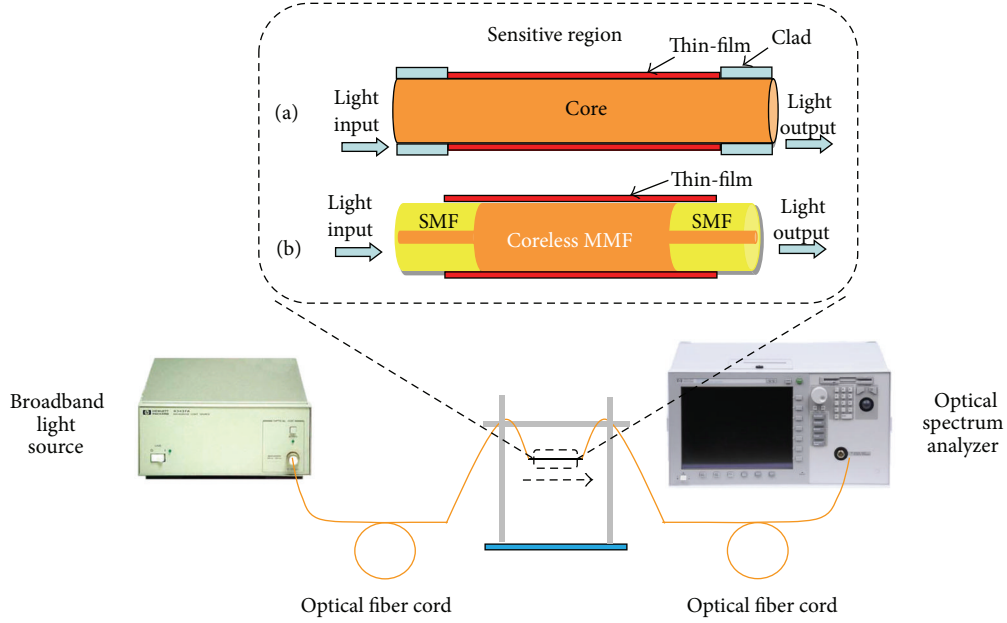 Sensitive region
Thin-film
Clad
(a)
Light
input
Core
Light
output
Thin-film
(b)
Light
input
SMF
Coreless MMF
SMF
Light
output
Broadband
light
source
Optical
spectrum
analyzer
Optical fiber cord
Optical fiber cord